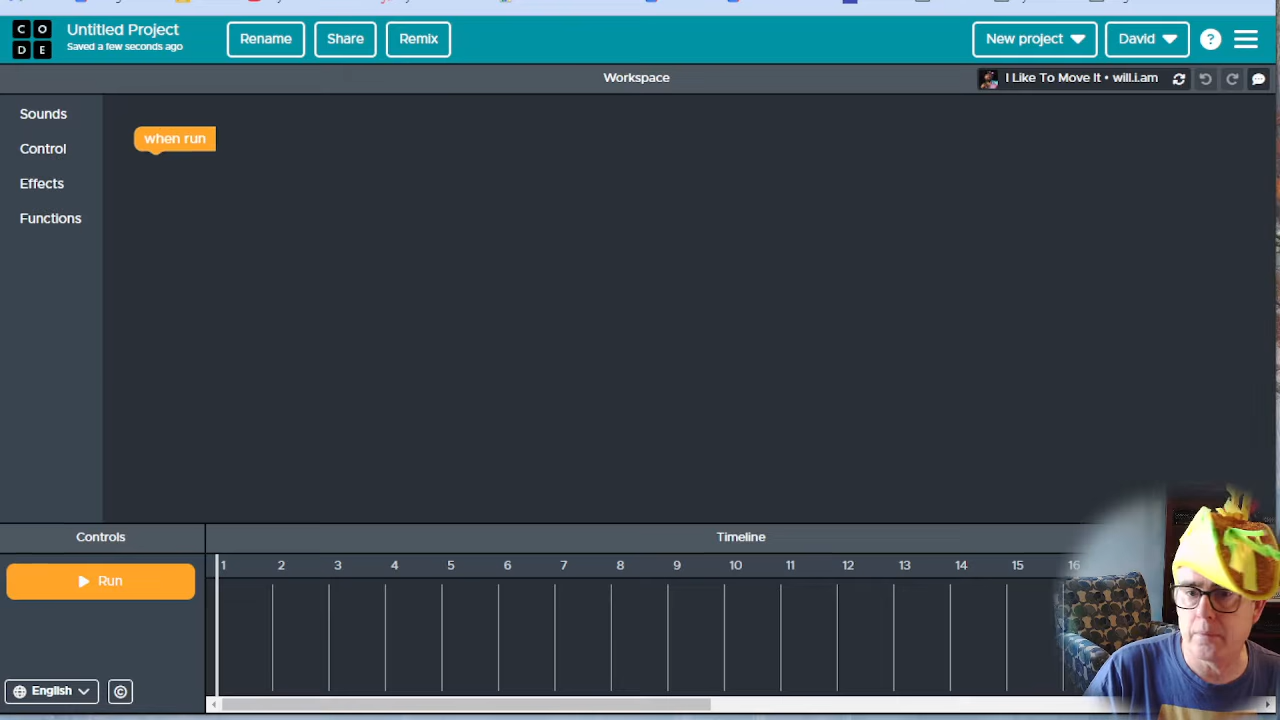 C O
D E
Untitled Project
Saved a few seconds ago
Rename
Share
Remix
New project
David
?
Workspace
I Like To Move It • will.i.am
Sounds
Control
Effects
Functions
when run
Controls
Timeline
Run
1 2 3 4 5 6 7 8 9 10 11 12 13 14 15 16
English
©